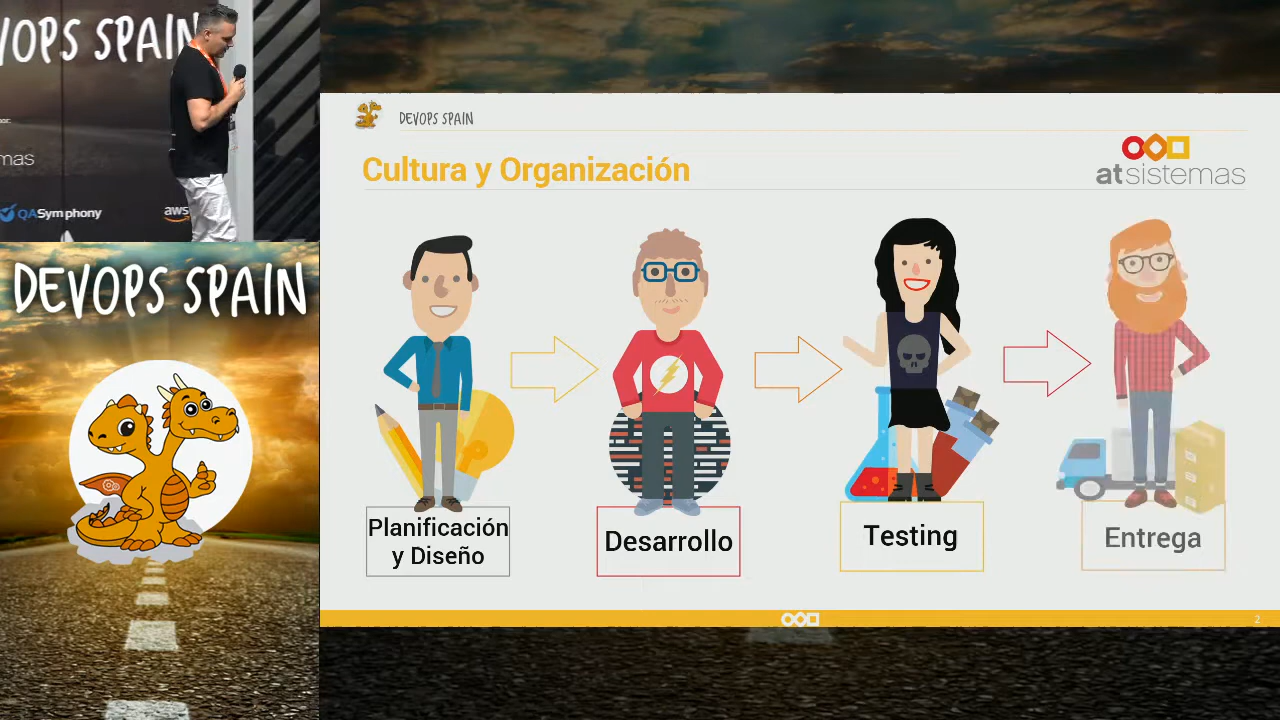 VOPS SPAIN
mas
QASymphony
aws
DEVOPS SPAIN
DEVOPS SPAIN
Cultura y Organización
atsistemas
Planificación
y Diseño
Desarrollo
Testing
Entrega
2